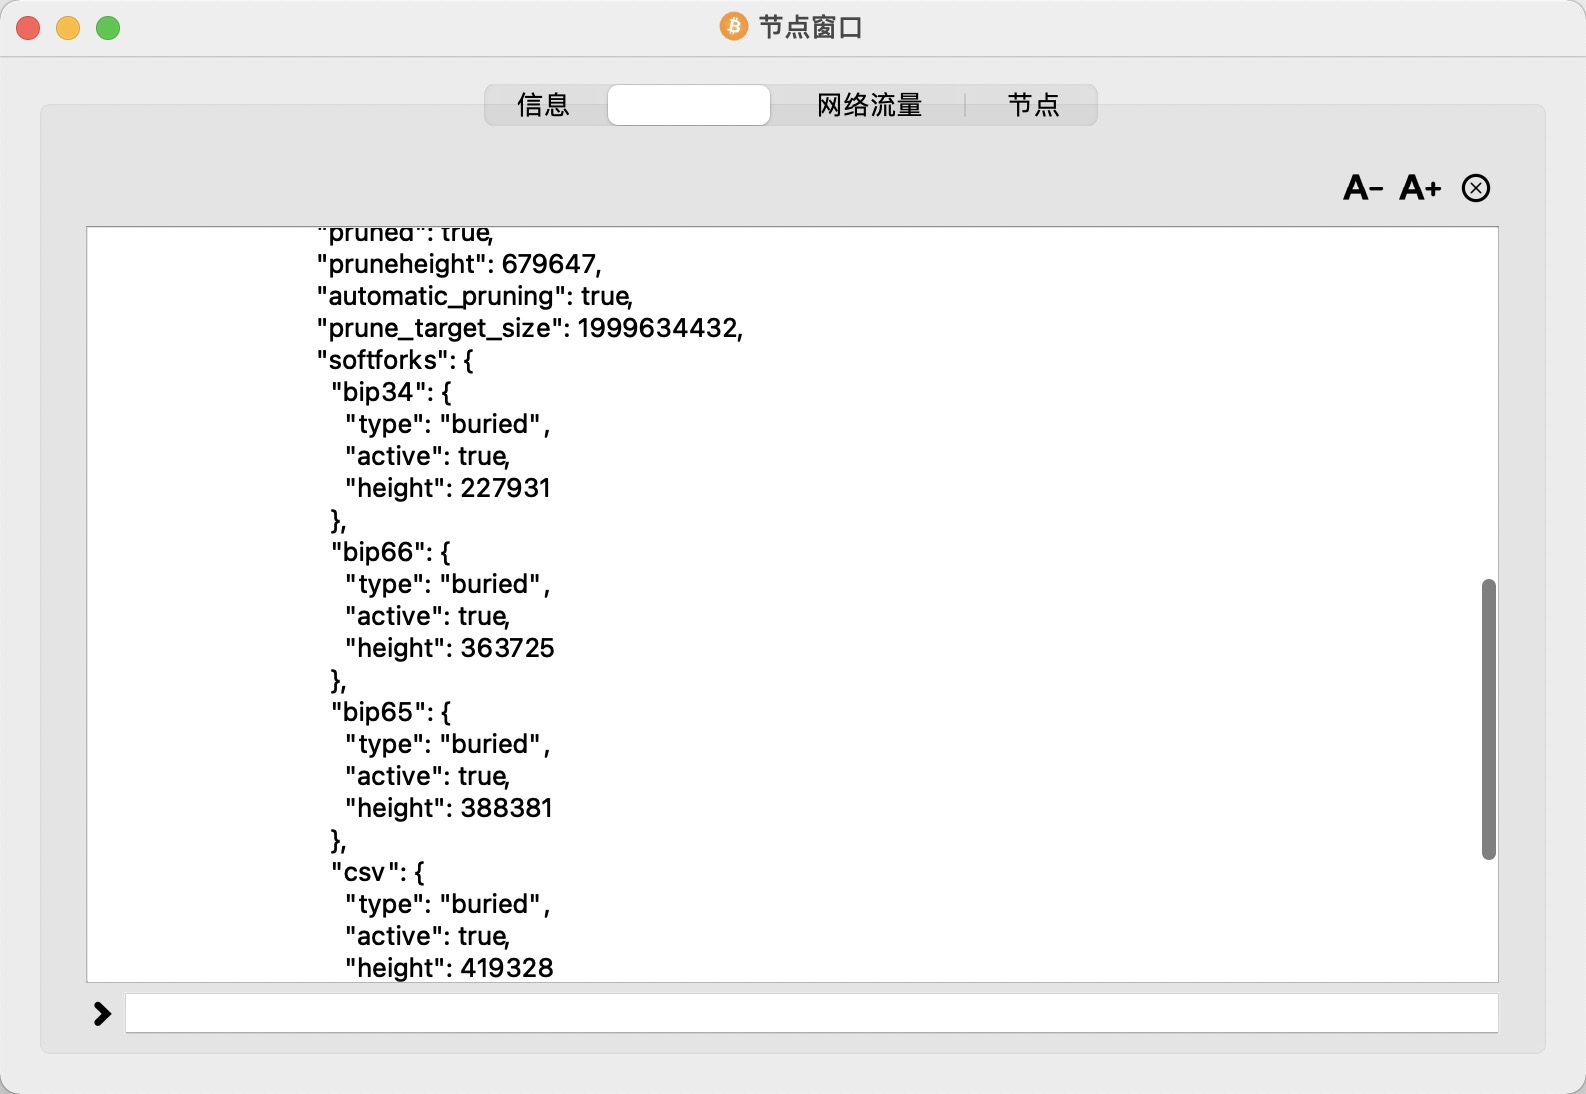 节点窗口
信息
网络流量
节点
A- A+
"pruned": true,
"pruneheight": 679647,
"automatic_pruning": true,
"prune_target_size": 1999634432,
"softforks": {
"bip34": {
"type": "buried",
"active": true,
"height": 227931
},
"bip66": {
"type": "buried",
"active": true,
"height": 363725
},
"bip65": {
"type": "buried",
"active": true,
"height": 388381
},
"csv": {
"type": "buried",
"active": true,
"height": 419328